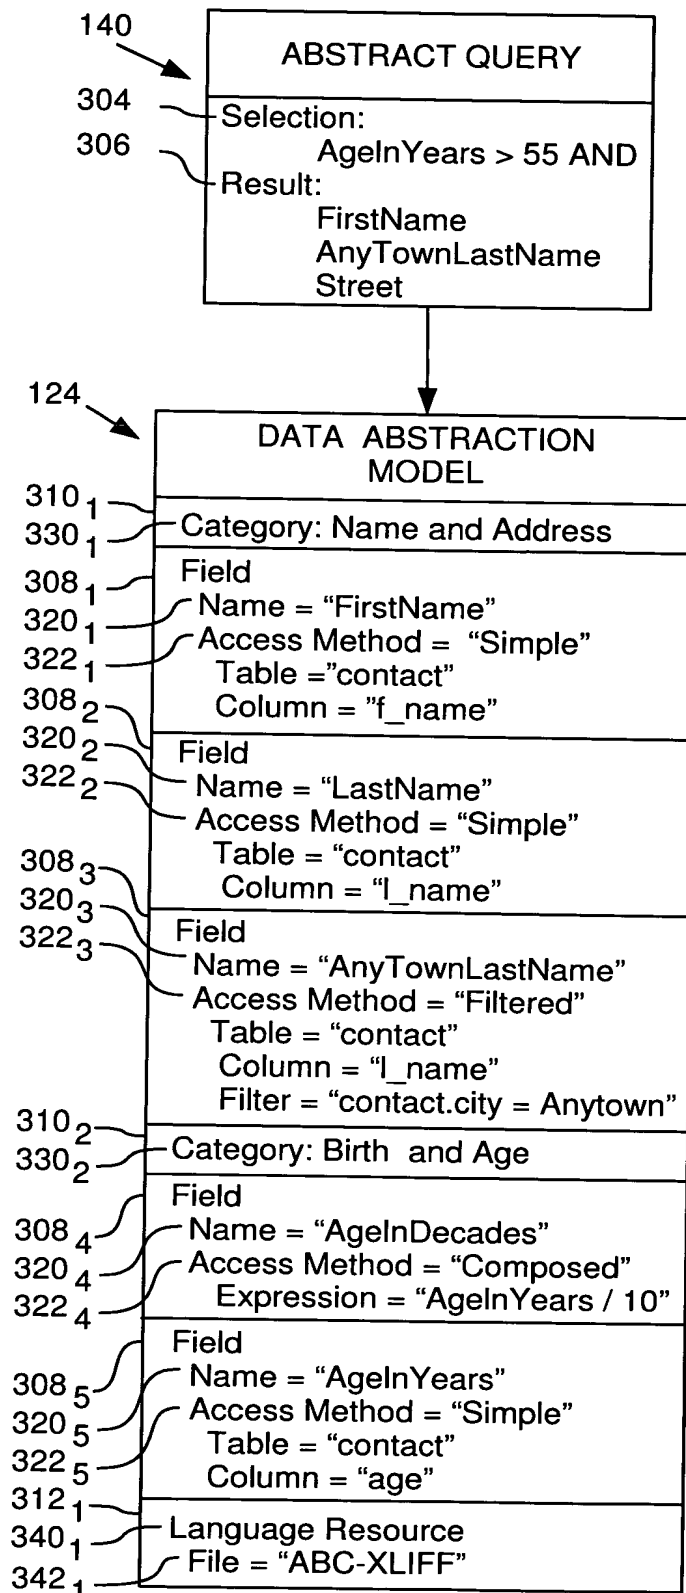 140
ABSTRACT QUERY
304
Selection:
AgeInYears > 55 AND
306
Result:
FirstName
AnyTownLastName
Street
124
DATA ABSTRACTION
MODEL
310 1
330 1
Category: Name and Address
308 1
Field
320 1
Name = “FirstName”
322 1
Access Method = “Simple”
Table =”contact”
Column = "f_name”
308 2
Field
320 2
Name = “LastName”
322 2
Access Method = “Simple”
Table = “contact”
Column = “l_name”
308 3
Field
320 3
Name = “AnyTownLastName”
322 3
Access Method = “Filtered”
Table = “contact”
Column = “l_name”
Filter = “contact.city = Anytown”
310 2
330 2
Category: Birth and Age
308 4
Field
320 4
Name = “AgeInDecades”
322 4
Access Method = “Composed”
Expression = “AgeInYears / 10”
308 5
Field
320 5
Name = “AgeInYears”
322 5
Access Method = “Simple”
Table = “contact”
Column = “age”
312 1
340 1
Language Resource
342 1
File = “ABC-XLIFF”